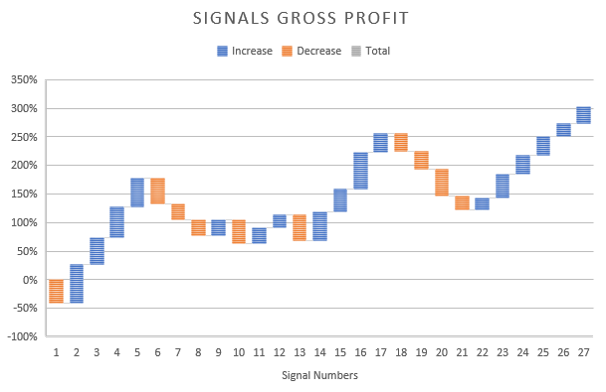 SIGNALS GROSS PROFIT
Increase Decrease Total
350%
300%
250%
200%
150%
100%
50%
0%
-50%
-100%
1 2 3 4 5 6 7 8 9 10 11 12 13 14 15 16 17 18 19 20 21 22 23 24 25 26 27
Signal Numbers